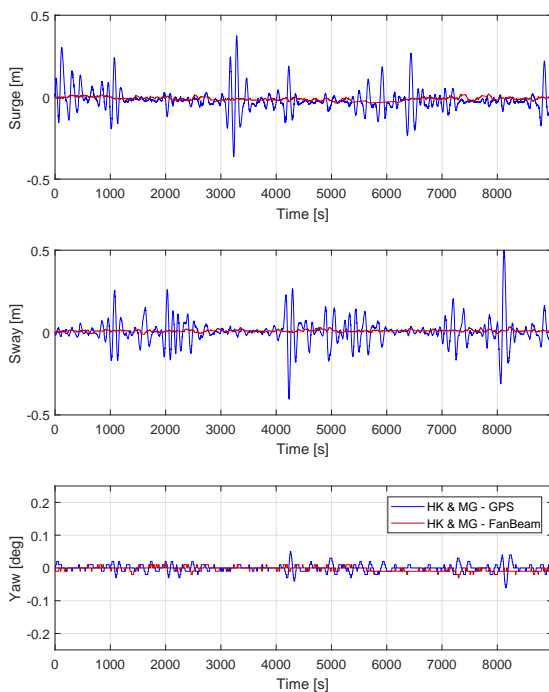 0.5
0
-0.5
Surge [m]
0 1000 2000 3000 4000 5000 6000 7000 8000
Time [s]
0.5
0
-0.5
Sway [m]
0 1000 2000 3000 4000 5000 6000 7000 8000
Time [s]
0.2
0.1
0
-0.1
-0.2
Yaw [deg]
HK & MG - GPS
HK & MG - FanBeam
0 1000 2000 3000 4000 5000 6000 7000 8000
Time [s]